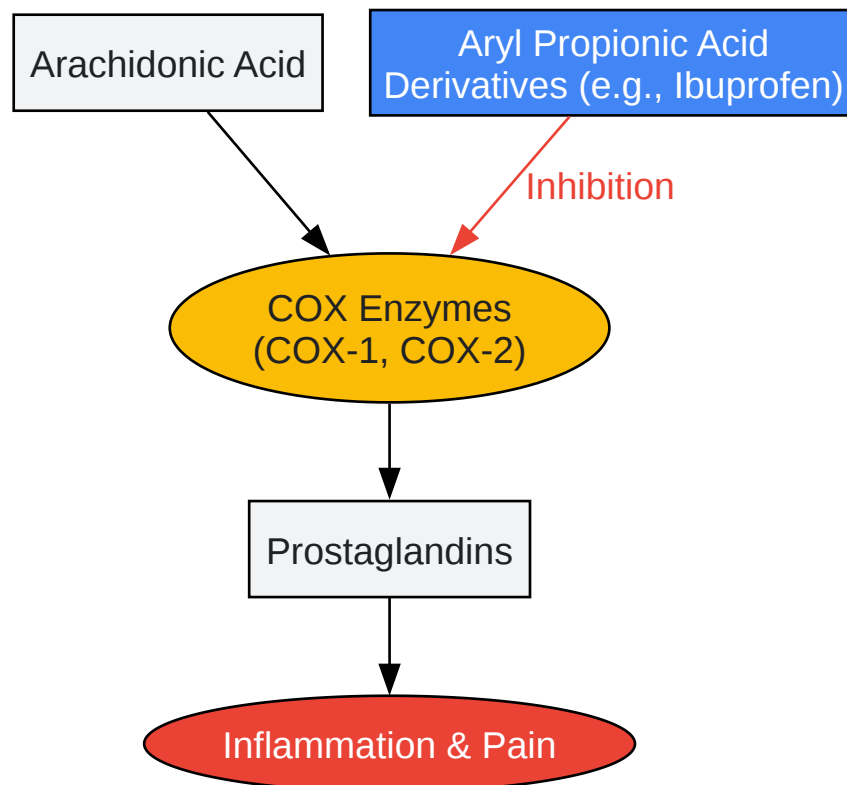 Arachidonic Acid
Aryl Propionic Acid
Derivatives (e.g., Ibuprofen)
Inhibition
COX Enzymes
(COX-1, COX-2)
Prostaglandins
Inflammation & Pain